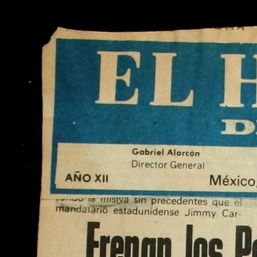 EL H
D
Gabriel Alarcón
Director General
AÑO XII
México,
la misiva sin precedentes que el
mandatario estadunidense Jimmy Car-
Frenan los Pe